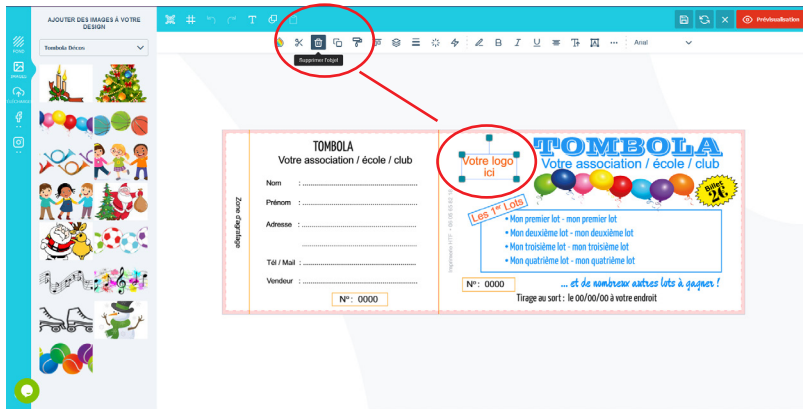 AJOUTER DES IMAGES À VOTRE
DESIGN
Prévisualisation
FOND
Tombola Décos
Arial
IMAGES
Supprimer l'objet
TOMBOLA
Votre association / école / club
Nom : ...............................................
Prénom : ...............................................
Adresse : ...............................................
...............................................
Tél / Mail : ...............................................
Vendeur : ...............................................
N° : 0000
Zone d'agrafage
Votre logo
ici
TOMBOLA
Votre association / école / club
Billet
2€
Les 1er Lots
• Mon premier lot - mon premier lot
• Mon deuxième lot - mon deuxième lot
• Mon troisième lot - mon troisième lot
• Mon quatrième lot - mon quatrième lot
N° : 0000
... et de nombreux autres lots à gagner !
Tirage au sort : le 00/00/00 à votre endroit